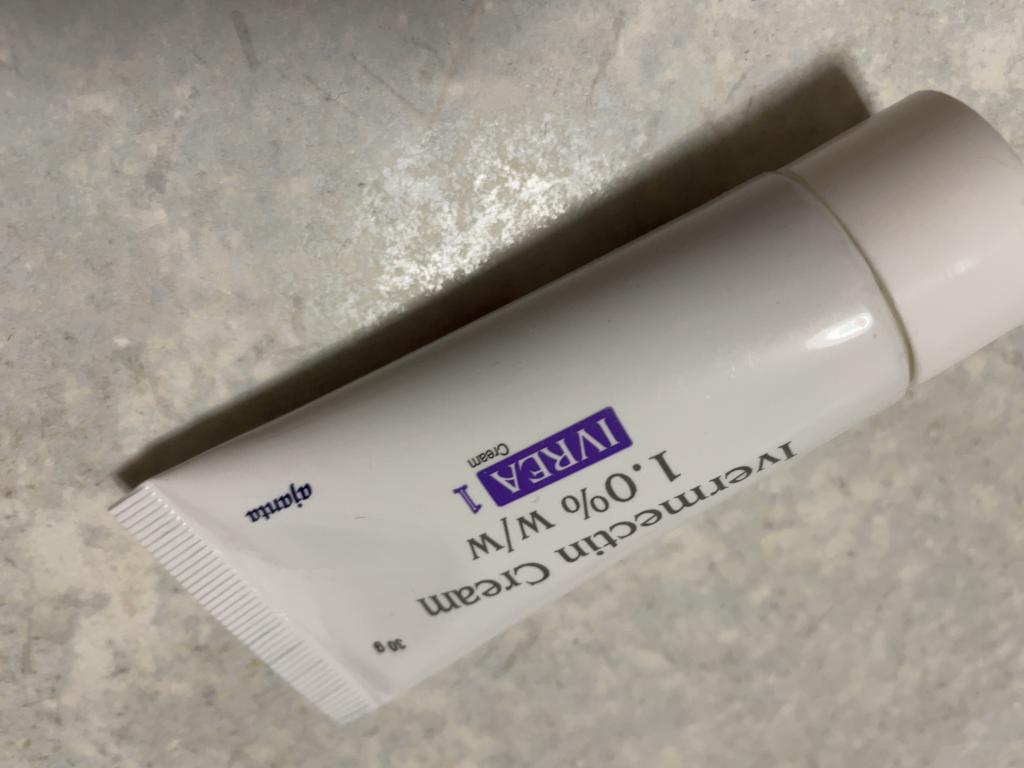 Ivermectin Cream
1.0% w/w
IVREA 1
Cream
30 g
ajanta